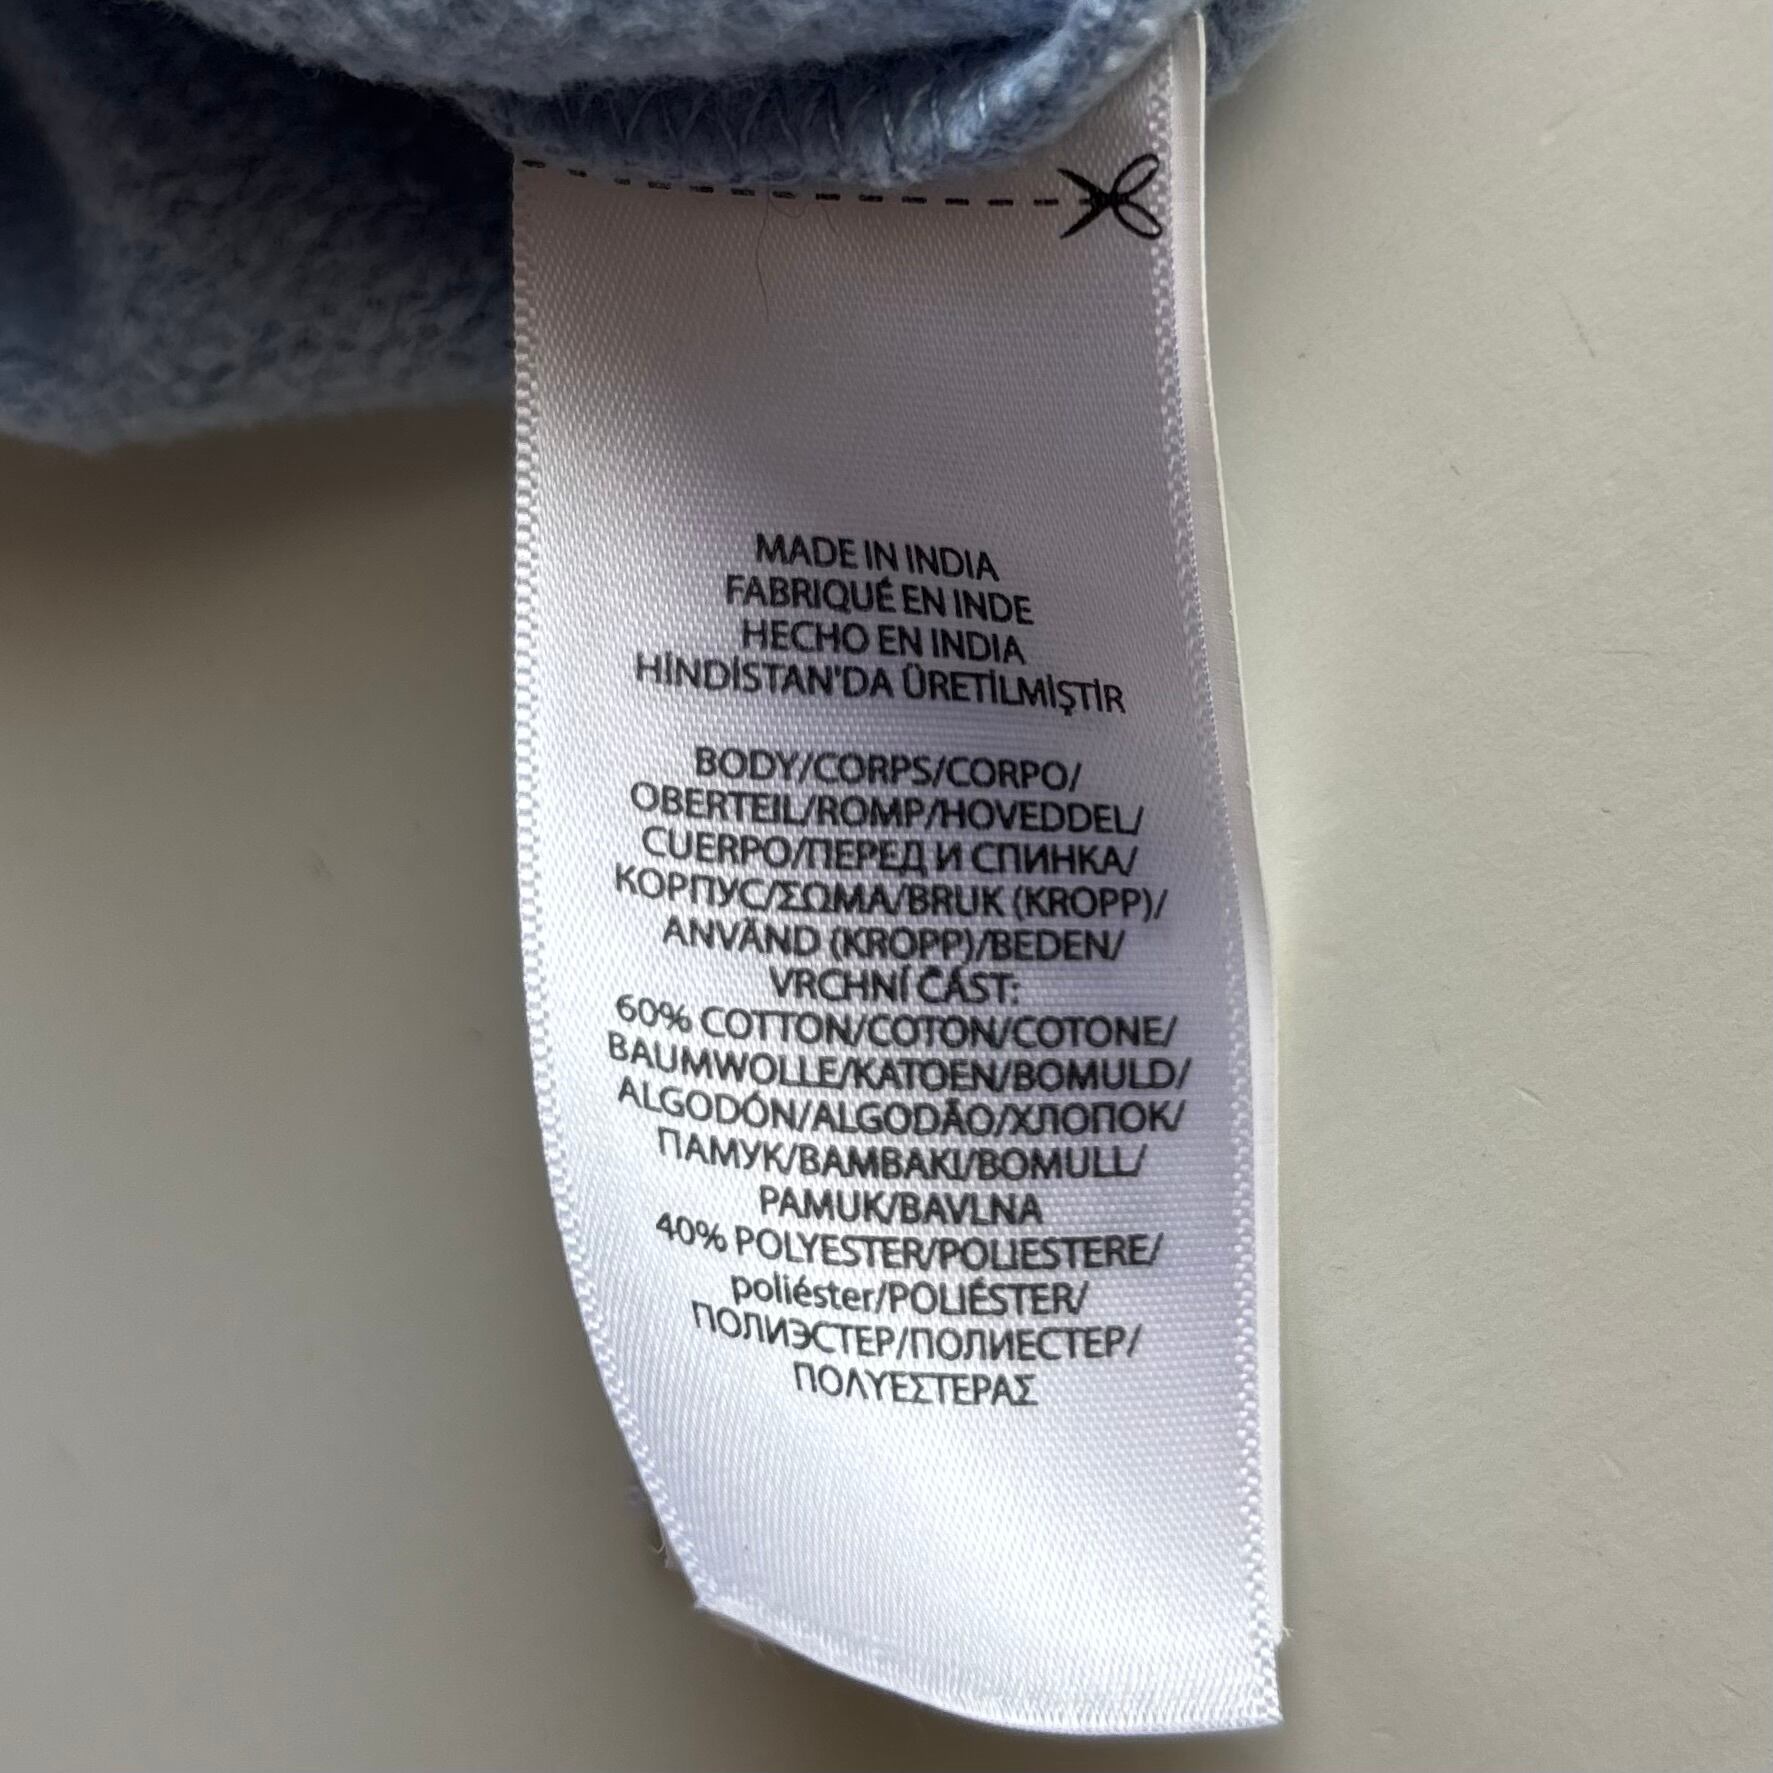 MADE IN INDIA
FABRIQUÉ EN INDE
HECHO EN INDIA
HİNDİSTAN'DA ÜRETİLMİŞTİR
BODY/CORPS/CORPO/
OBERTEIL/ROMP/HOVEDDEL/
CUERPO/ПЕРЕД И СПИНКА/
КОРПУС/ΣΩΜΑ/BRUK (KROPP)/
ANVÄND (KROPP)/BEDEN/
VRCHNÍ ČÁST:
60% COTTON/COTON/COTONE/
BAUMWOLLE/KATOEN/BOMULD/
ALGODÓN/ALGODÃO/ХЛОПОК/
ПАМУК/ΒΑΜΒΑΚΙ/BOMULL/
PAMUK/BAVLNA
40% POLYESTER/POLIESTERE/
poliéster/POLIÉSTER/
ПОЛИЭСТЕР/ПОЛИЕСТЕР/
ΠΟΛΥΕΣΤΕΡΑΣ